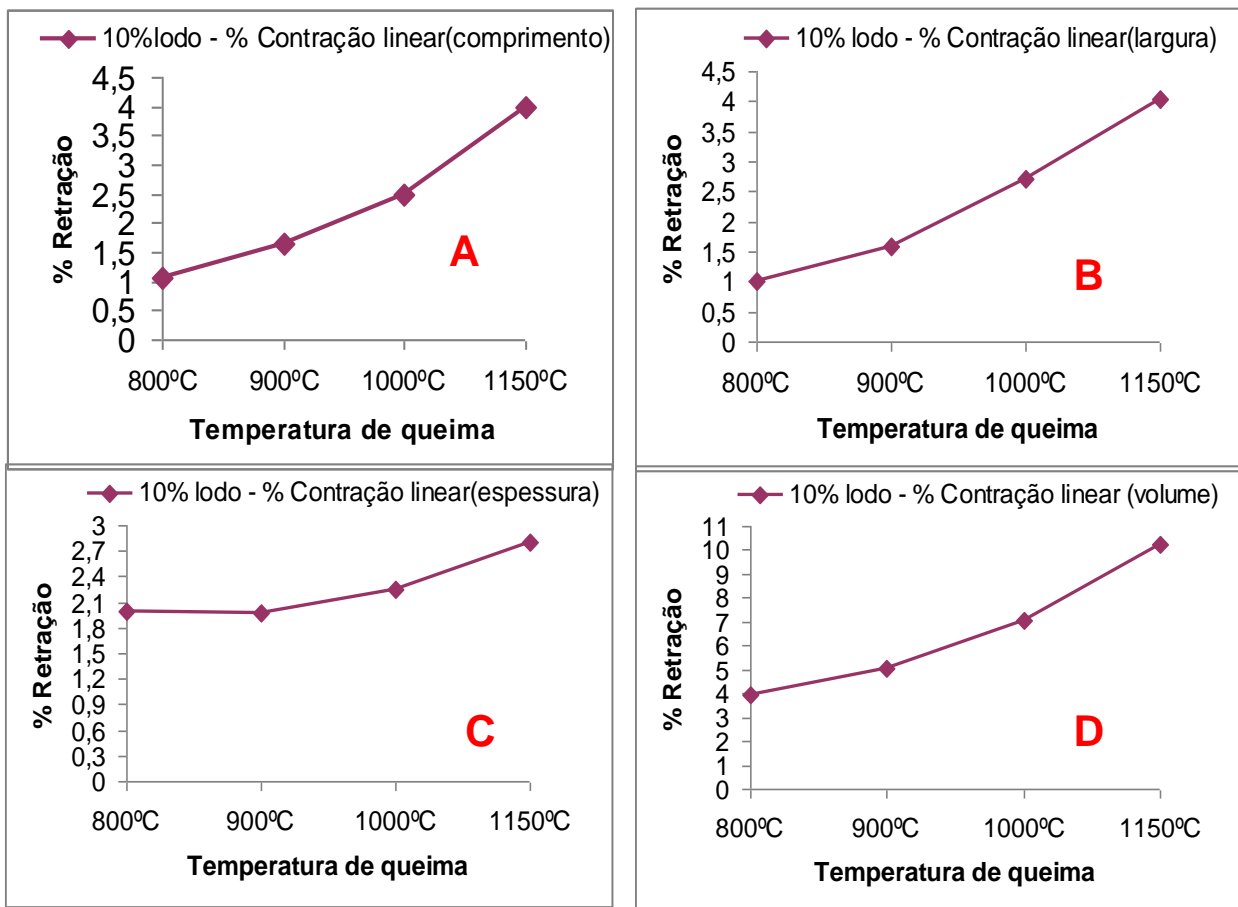 10%lodo - % Contração linear(comprimento)
4,5
4
3,5
3
2,5
2
1,5
1
0,5
0
% Retração
A
800ºC 900ºC 1000ºC 1150ºC
Temperatura de queima
10% lodo - % Contração linear(largura)
4,5
4
3,5
3
2,5
2
1,5
1
0,5
0
% Retração
B
800ºC 900ºC 1000ºC 1150ºC
Temperatura de queima
10% lodo - % Contração linear(espessura)
3
2,7
2,4
2,1
1,8
1,5
1,2
0,9
0,6
0,3
0
% Retração
C
800ºC 900ºC 1000ºC 1150ºC
Temperatura de queima
10% lodo - % Contração linear (volume)
11
10
9
8
7
6
5
4
3
2
1
0
% Retração
D
800ºC 900ºC 1000ºC 1150ºC
Temperatura de queima